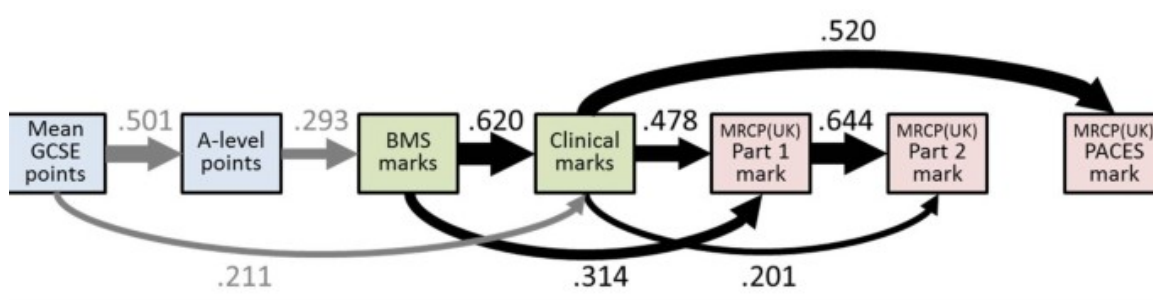 .520
.501
.293
.620
.478
.644
Mean
GCSE
points
A-level
points
BMS
marks
Clinical
marks
MRCP(UK)
Part 1
mark
MRCP(UK)
Part 2
mark
MRCP(UK)
PACES
mark
.211
.314
.201